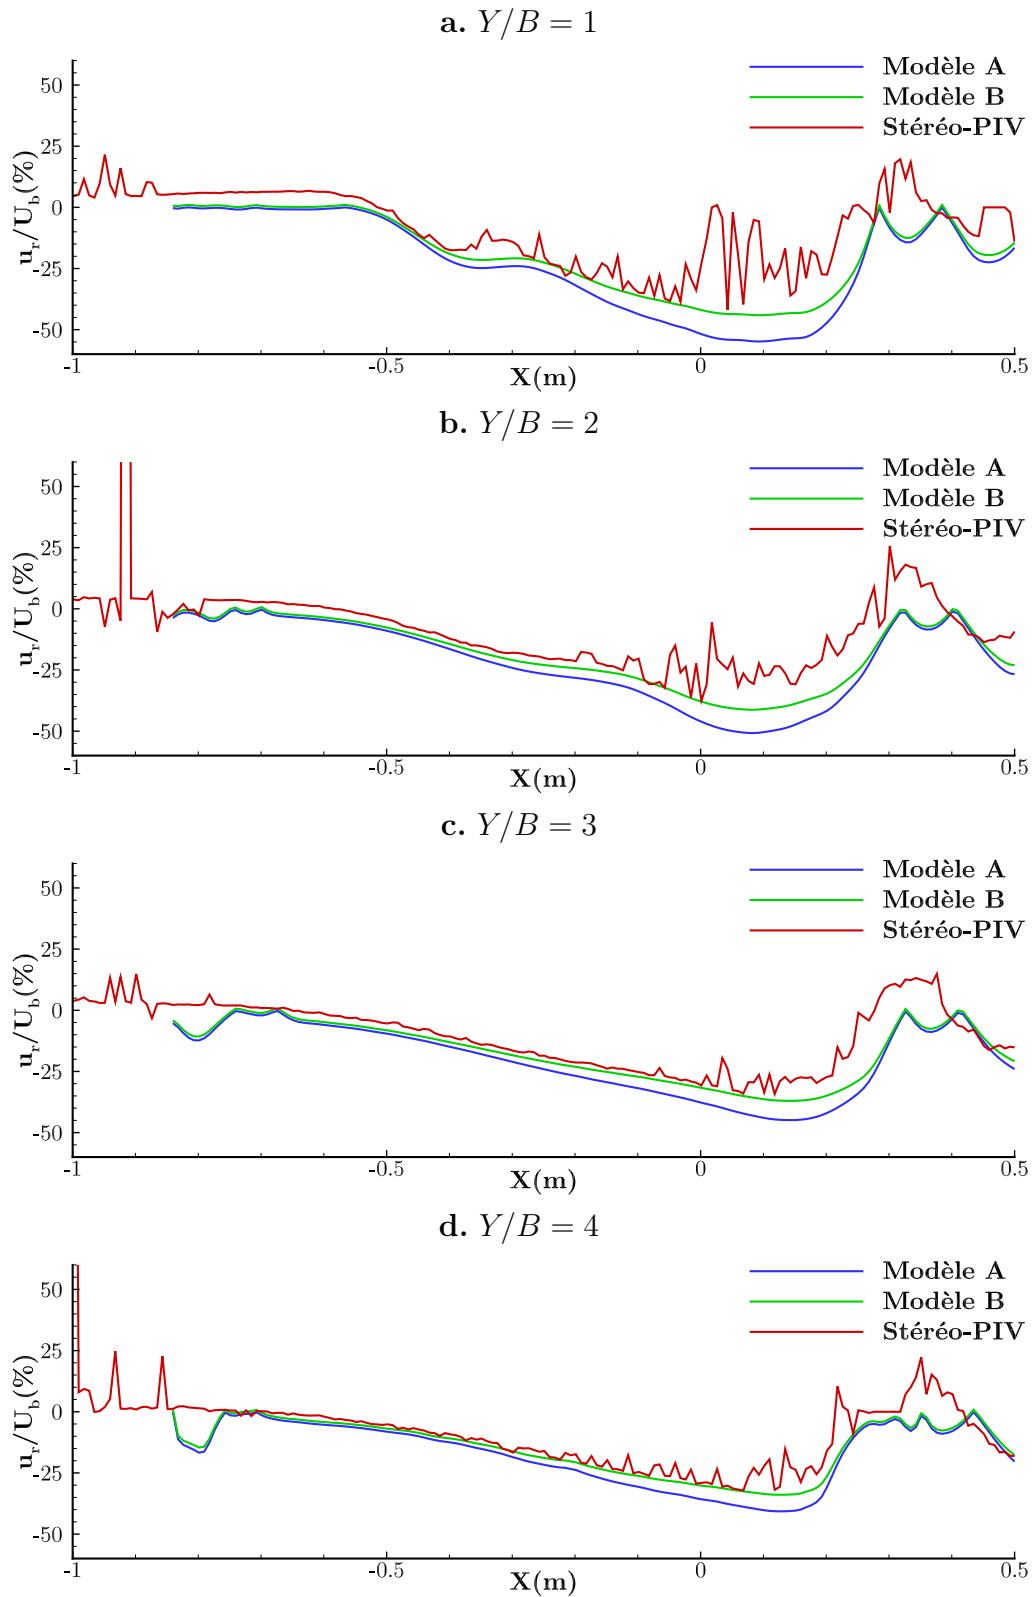 a. Y/B = 1
Modèle A
Modèle B
Stéréo-PIV
u_r/U_b(%)
50
25
0
-25
-50
-1 -0.5 0 0.5
X(m)
b. Y/B = 2
Modèle A
Modèle B
Stéréo-PIV
u_r/U_b(%)
50
25
0
-25
-50
-1 -0.5 0 0.5
X(m)
c. Y/B = 3
Modèle A
Modèle B
Stéréo-PIV
u_r/U_b(%)
50
25
0
-25
-50
-1 -0.5 0 0.5
X(m)
d. Y/B = 4
Modèle A
Modèle B
Stéréo-PIV
u_r/U_b(%)
50
25
0
-25
-50
-1 -0.5 0 0.5
X(m)